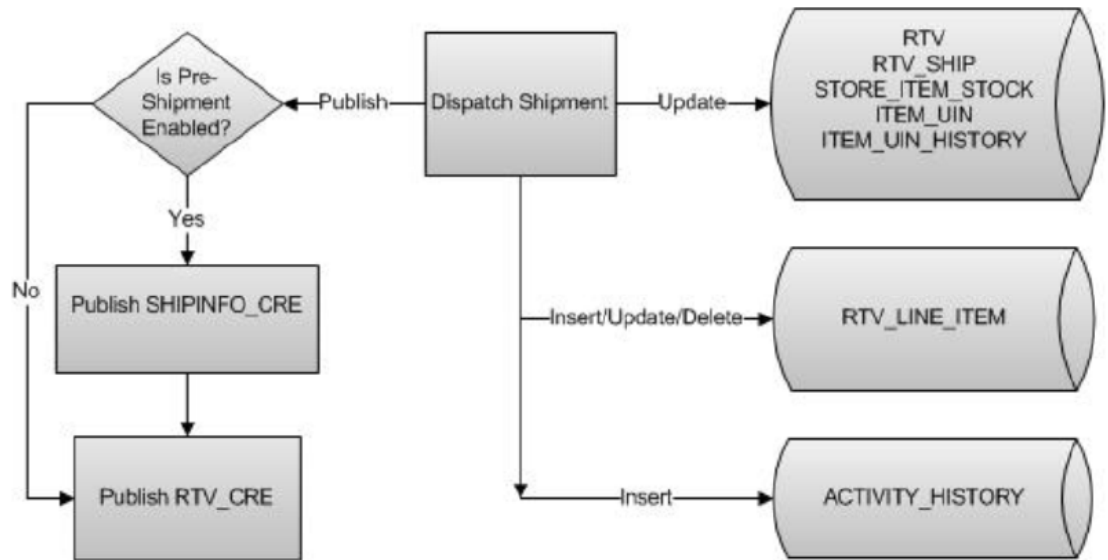 Is Pre-
Shipment
Enabled?
Publish
Dispatch Shipment
Update
RTV
RTV_SHIP
STORE_ITEM_STOCK
ITEM_UIN
ITEM_UIN_HISTORY
Yes
No
Publish SHIPINFO_CRE
Insert/Update/Delete
RTV_LINE_ITEM
Publish RTV_CRE
Insert
ACTIVITY_HISTORY